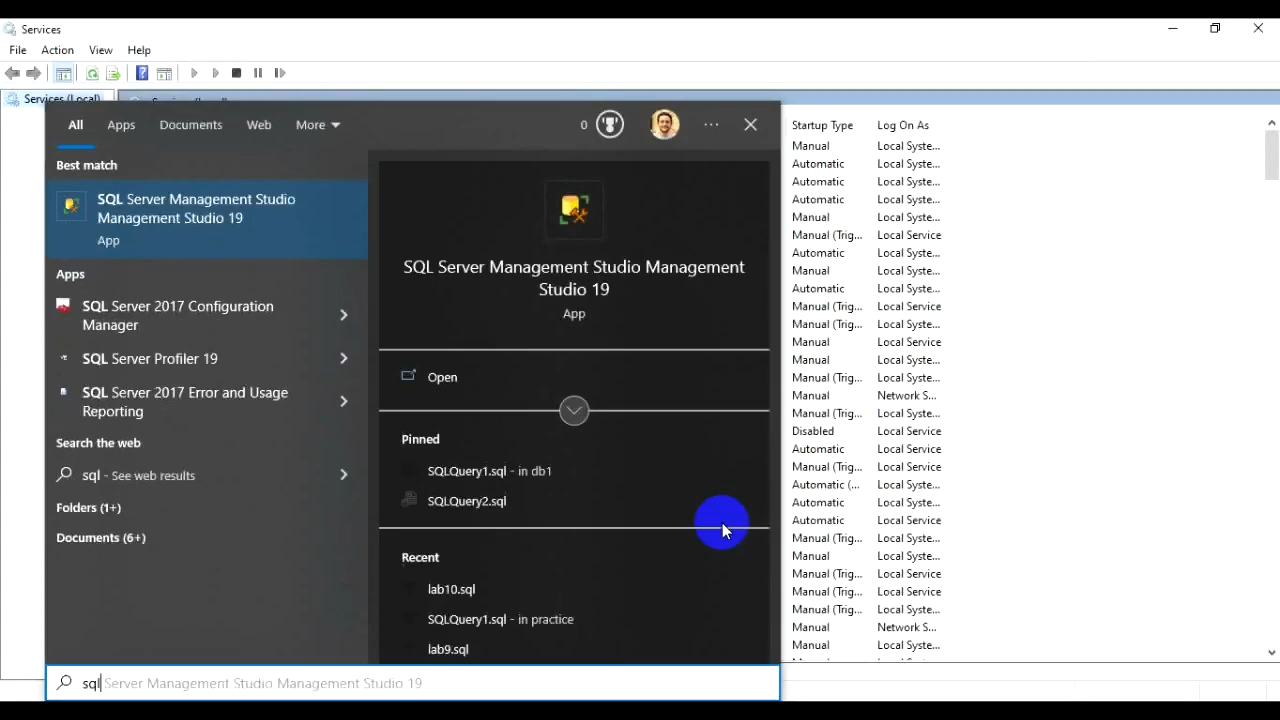 Services
File Action View Help
Services (Local)
All Apps Documents Web More 0
Best match
SQL Server Management Studio
Management Studio 19
App
Apps
SQL Server 2017 Configuration
Manager
SQL Server Profiler 19
SQL Server 2017 Error and Usage
Reporting
Search the web
sql - See web results
Folders (1+)
Documents (6+)
SQL Server Management Studio Management
Studio 19
App
Open
Pinned
SQLQuery1.sql - in db1
SQLQuery2.sql
Recent
lab10.sql
SQLQuery1.sql - in practice
lab9.sql
sql Server Management Studio Management Studio 19
Startup Type Log On As
Manual Local Syste...
Automatic Local Syste...
Automatic Local Syste...
Automatic Local Syste...
Manual Local Syste...
Manual (Trig... Local Service
Automatic Local Syste...
Manual Local Syste...
Automatic Local Syste...
Manual (Trig... Local Service
Manual (Trig... Local Syste...
Manual Local Service
Manual Local Syste...
Manual (Trig... Local Syste...
Manual Network S...
Manual (Trig... Local Syste...
Disabled Local Service
Automatic Local Syste...
Manual (Trig... Local Service
Automatic (... Local Syste...
Automatic Local Syste...
Automatic Local Service
Manual (Trig... Local Syste...
Manual Local Syste...
Manual (Trig... Local Service
Manual (Trig... Local Service
Manual (Trig... Local Syste...
Manual Network S...
Manual Local Syste...